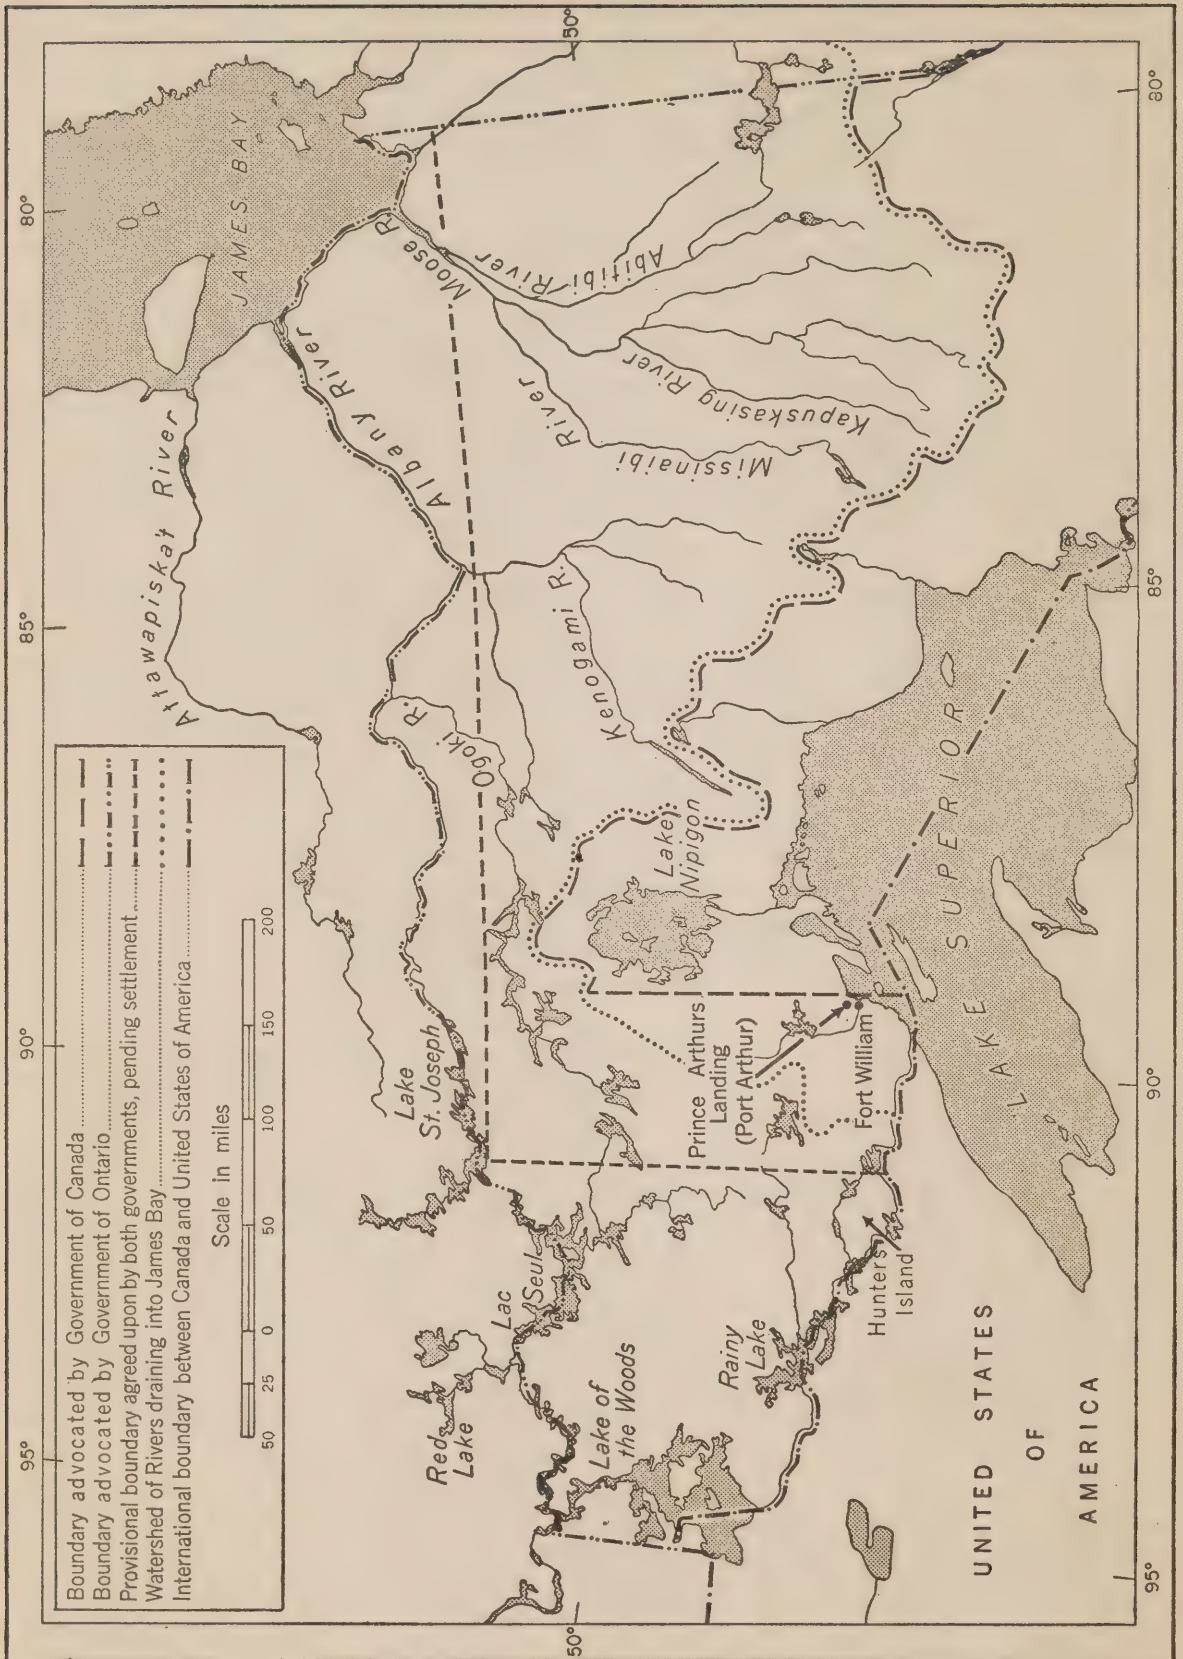 Boundary advocated by Government of Canada
Boundary advocated by Government of Ontario
Provisional boundary agreed upon by both governments, pending settlement
Watershed of Rivers draining into James Bay
International boundary between Canada and United States of America
Scale in miles
50 25 0 50 100 150 200
95°
90°
85°
80°
50°
50°
95°
90°
85°
80°
JAMES BAY
Attawapiskat River
Albany River
Moose R.
Abitibi River
Kapuskasing River
Missinaibi River
Kenogami R.
Ogoki R.
Lake
St. Joseph
Lac
Seul
Red
Lake
Lake of
the Woods
Rainy
Lake
Hunters
Island
Lake
Nipigon
Prince Arthurs
Landing
(Port Arthur)
Fort William
LAKE SUPERIOR
UNITED STATES
OF
AMERICA